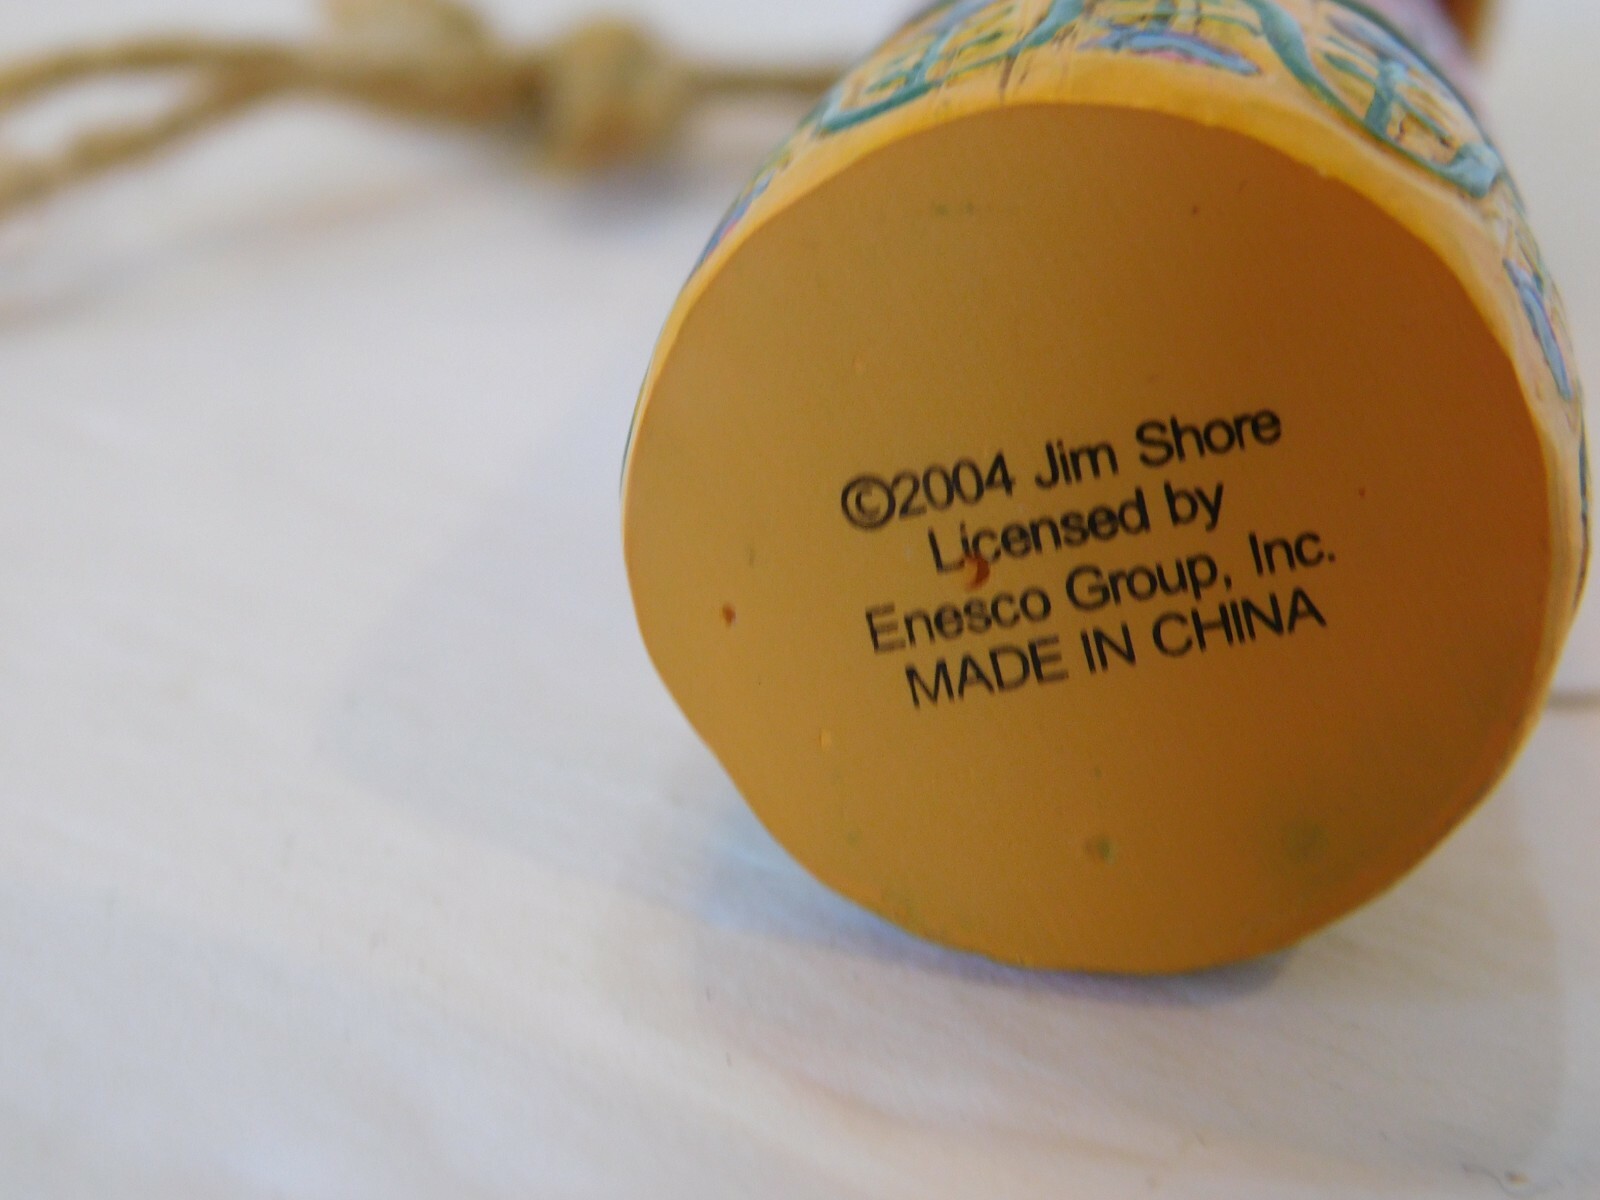 ©2004 Jim Shore
Licensed by
Enesco Group, Inc.
MADE IN CHINA